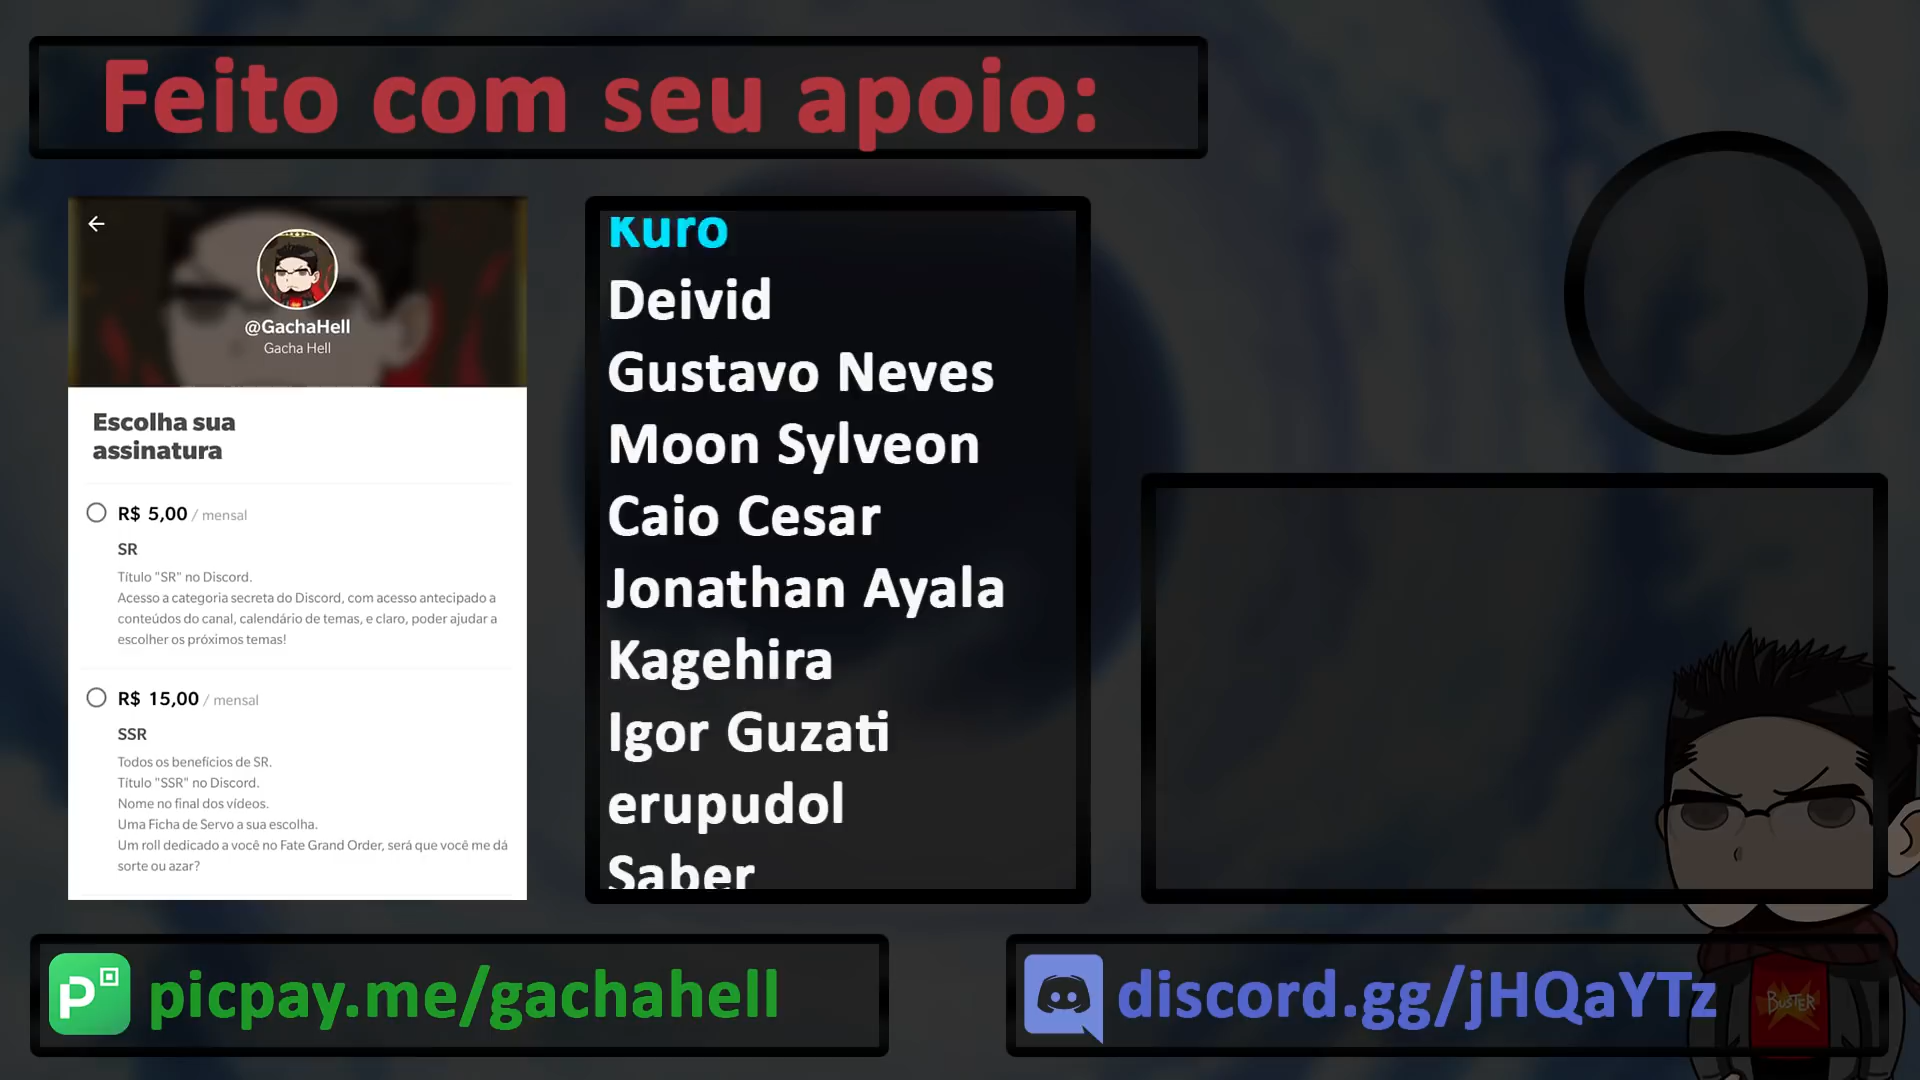 Feito com seu apoio:
@GachaHell
Gacha Hell
Escolha sua
assinatura
R$ 5,00 / mensal
SR
Título "SR" no Discord.
Acesso a categoria secreta do Discord, com acesso antecipado a
conteúdos do canal, calendário de temas, e claro, poder ajudar a
escolher os próximos temas!
R$ 15,00 / mensal
SSR
Todos os benefícios de SR.
Título "SSR" no Discord.
Nome no final dos vídeos.
Uma Ficha de Servo a sua escolha.
Um roll dedicado a você no Fate Grand Order, será que você me dá
sorte ou azar?
Kuro
Deivid
Gustavo Neves
Moon Sylveon
Caio Cesar
Jonathan Ayala
Kagehira
Igor Guzati
erupudol
Saber
picpay.me/gachahell
discord.gg/jHQaYTz
BUSTER